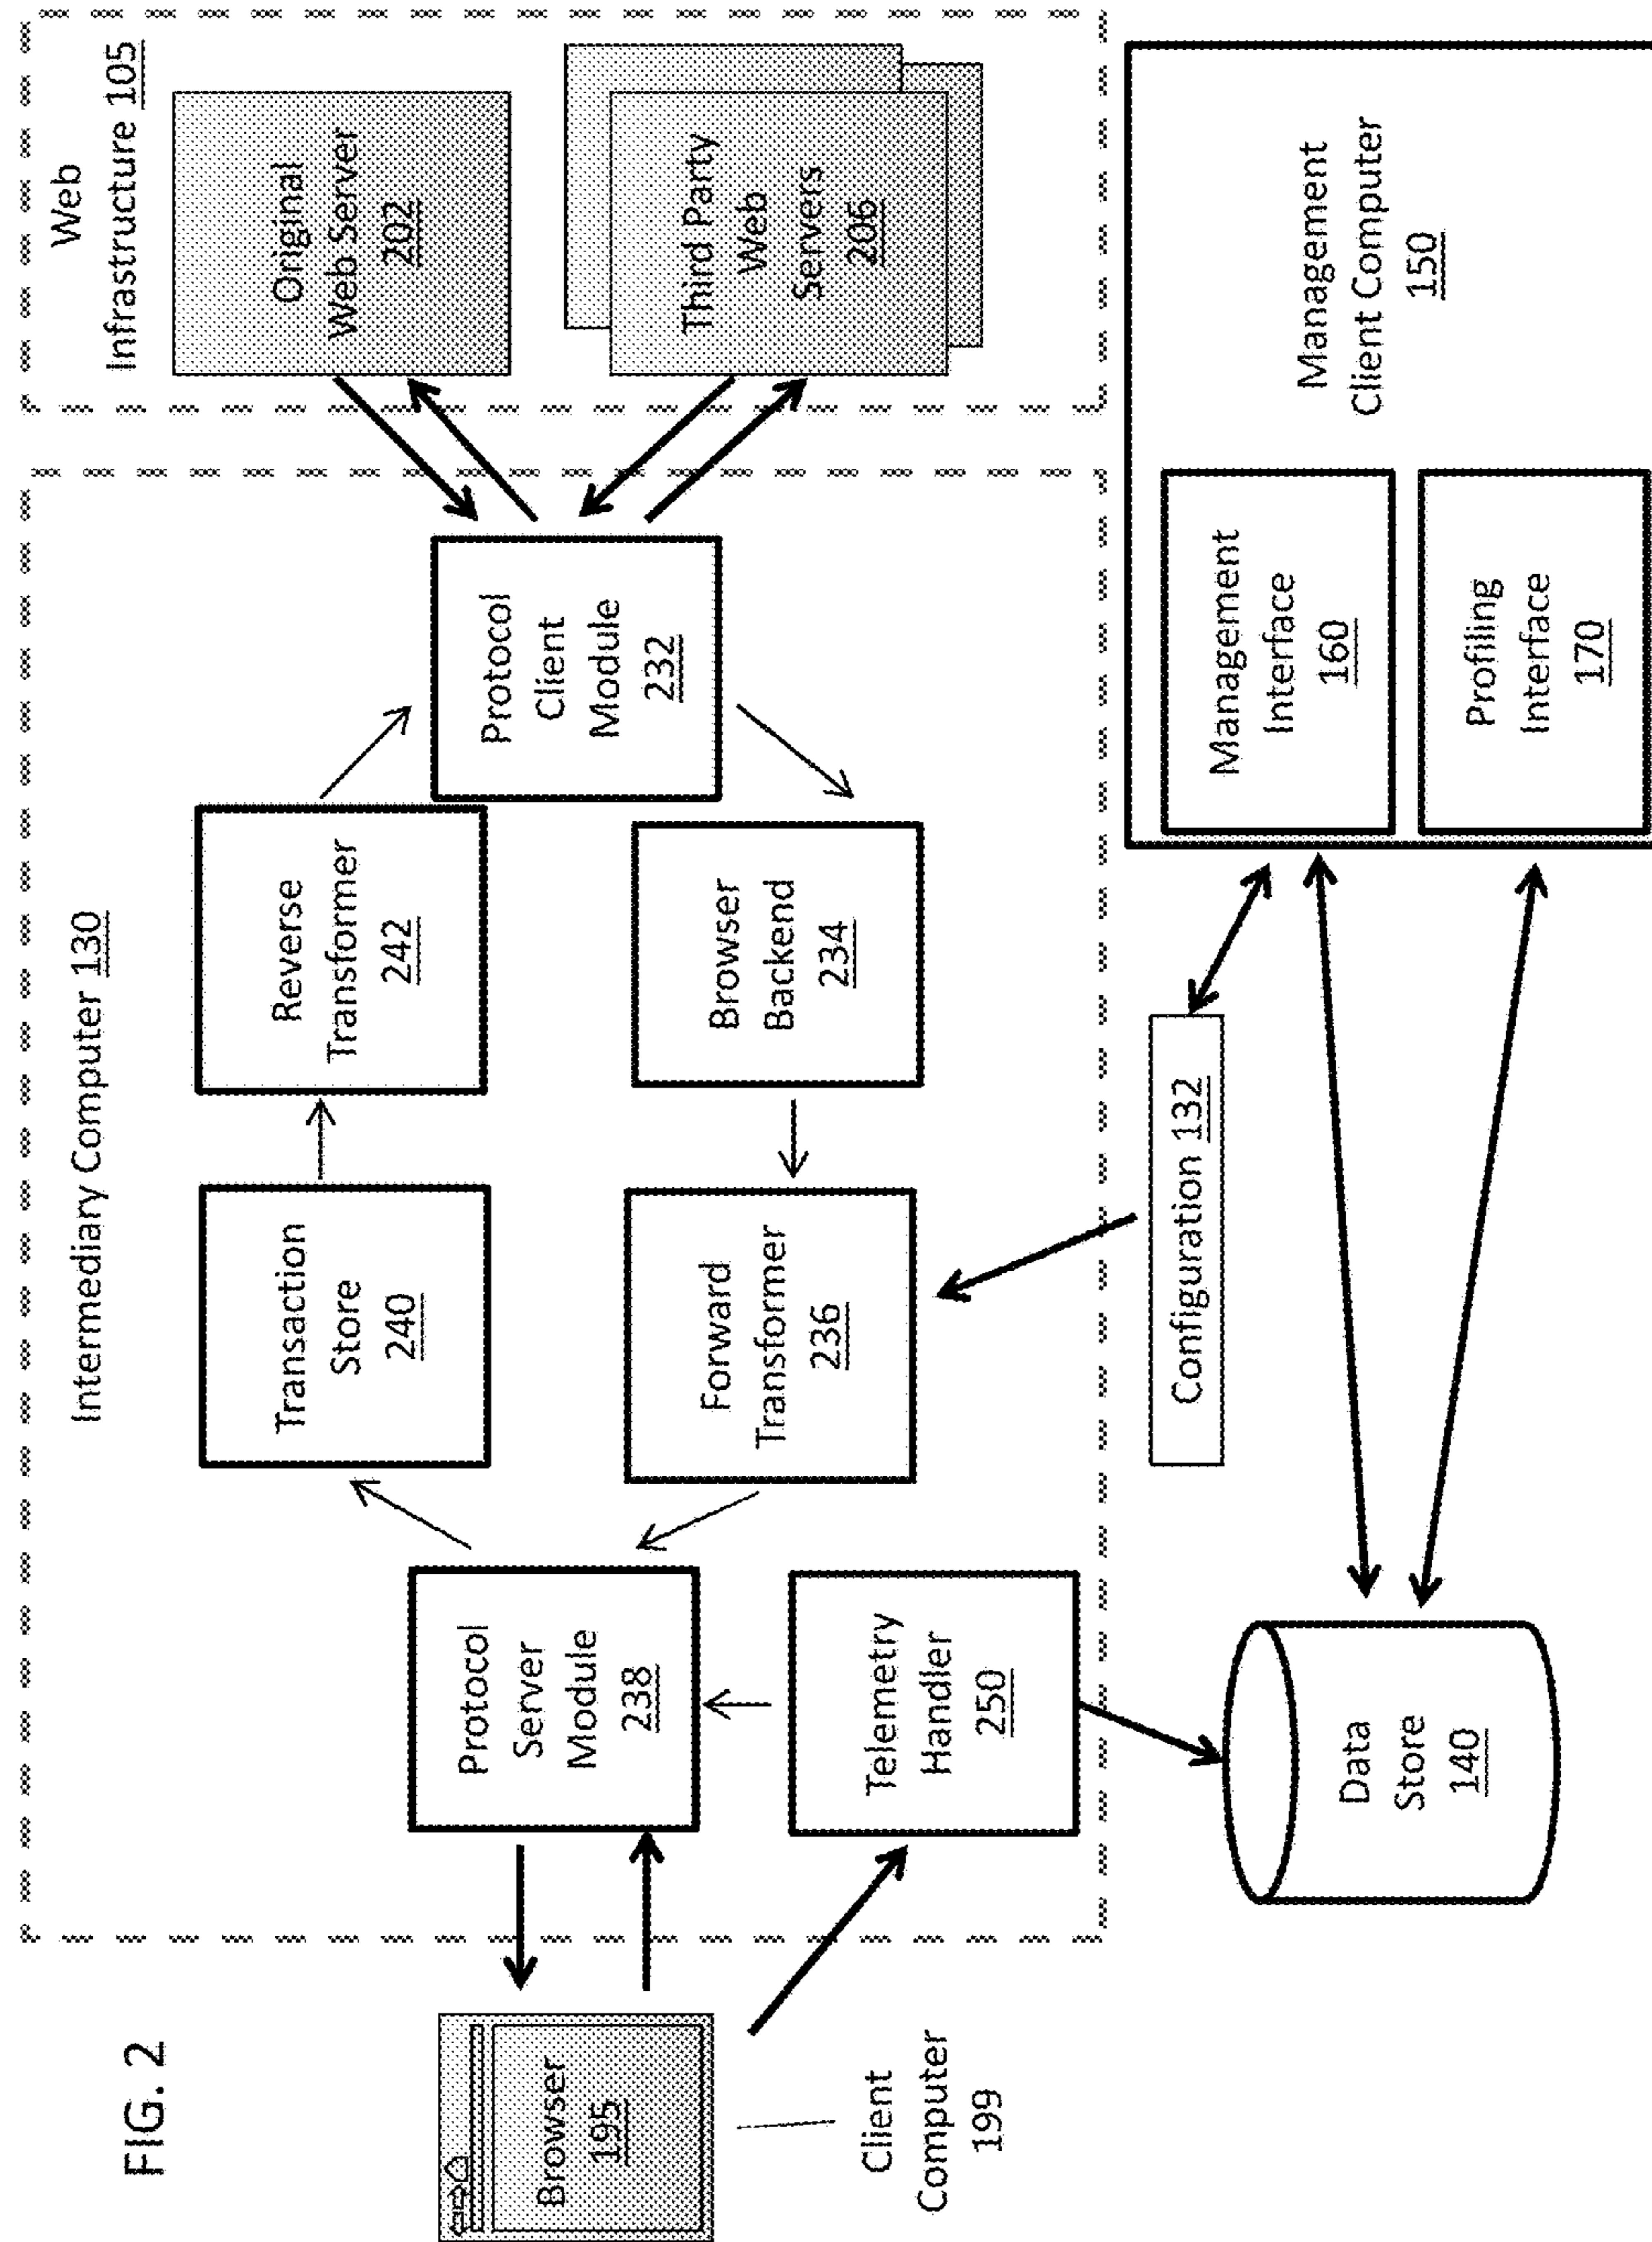 FIG. 2
Intermediary Computer 130
Web
Infrastructure 105
Browser
195
Client
Computer
199
Protocol
Server
Module
238
Telemetry
Handler
250
Transaction
Store
240
Forward
Transformer
236
Reverse
Transformer
242
Browser
Backend
234
Protocol
Client
Module
232
Original
Web Server
202
Third Party
Web
Servers
206
Data
Store
140
Configuration 132
Management
Interface
160
Profiling
Interface
170
Management
Client Computer
150